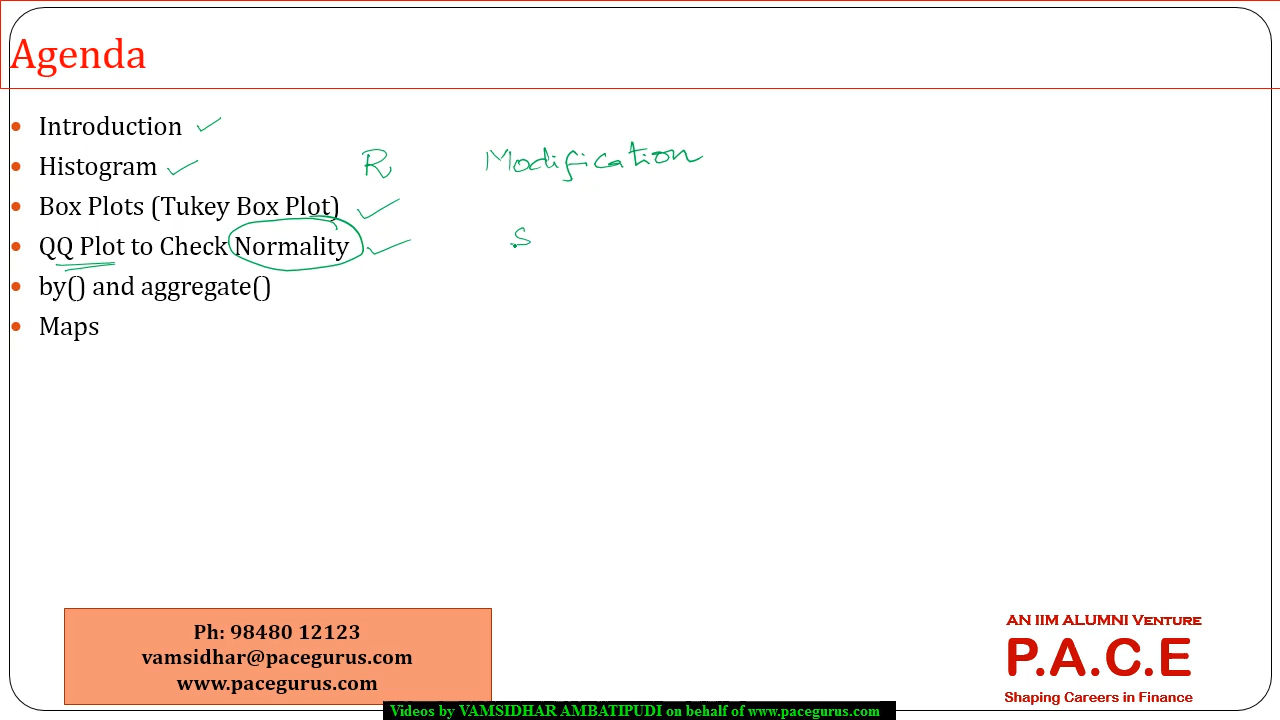 Agenda
• Introduction
• Histogram R Modification
• Box Plots (Tukey Box Plot)
• QQ Plot to Check Normality S
• by() and aggregate()
• Maps
Ph: 98480 12123
vamsidhar@pacegurus.com
www.pacegurus.com
AN IIM ALUMNI VENTURE
P.A.C.E
Shaping Careers in Finance
Videos by VAMSIDHAR AMBATIPUDI on behalf of www.pacegurus.com